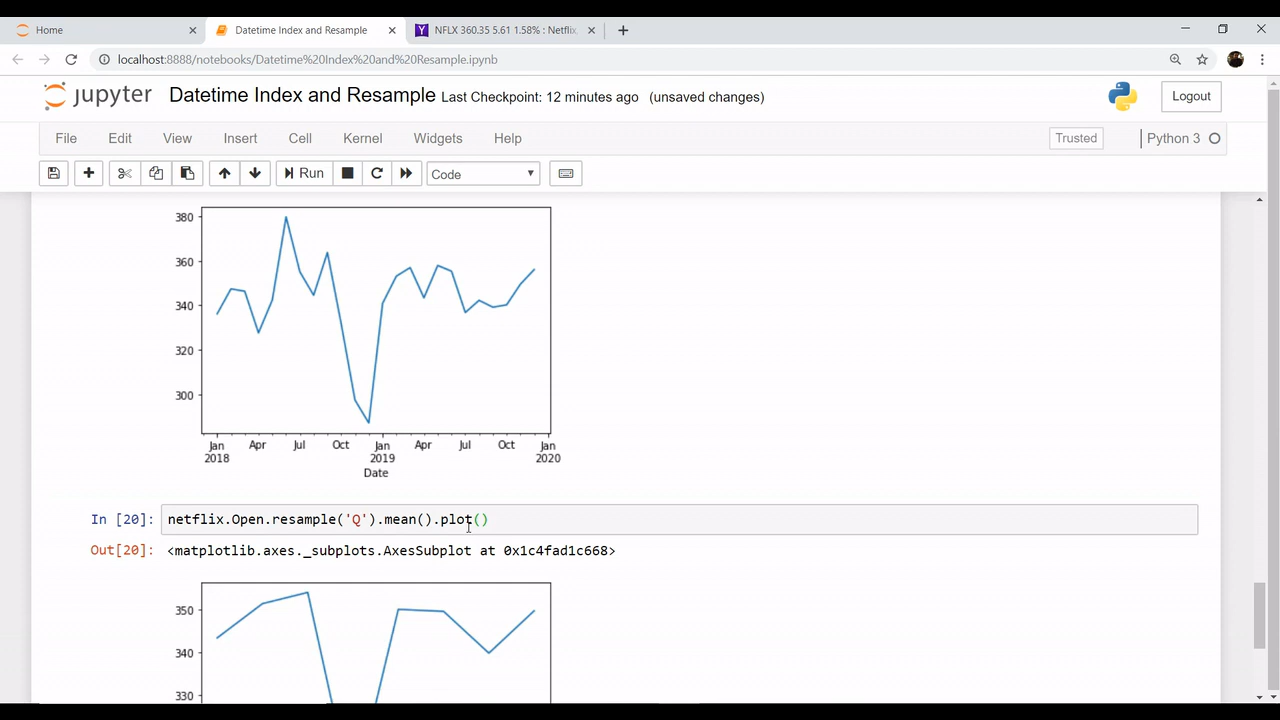 Home
Datetime Index and Resample
NFLX 360.35 5.61 1.58% : Netflix,
localhost:8888/notebooks/Datetime%20Index%20and%20Resample.ipynb
jupyter Datetime Index and Resample Last Checkpoint: 12 minutes ago (unsaved changes) Logout
File Edit View Insert Cell Kernel Widgets Help Trusted Python 3
Run Code
380
360
340
320
300
Jan Apr Jul Oct Jan Apr Jul Oct Jan
2018 2019 2020
Date
In [20]: netflix.Open.resample('Q').mean().plot()
Out[20]: <matplotlib.axes._subplots.AxesSubplot at 0x1c4fad1c668>
350
340
330